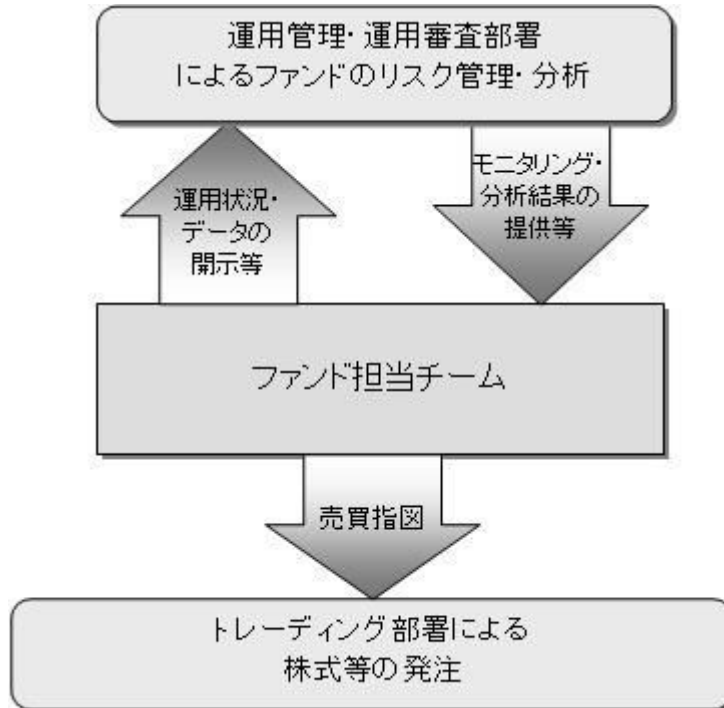 運用管理・運用審査部署
によるファンドのリスク管理・分析
運用状況・
データの
開示等
モニタリング・
分析結果の
提供等
ファンド担当チーム
売買指図
トレーディング部署による
株式等の発注